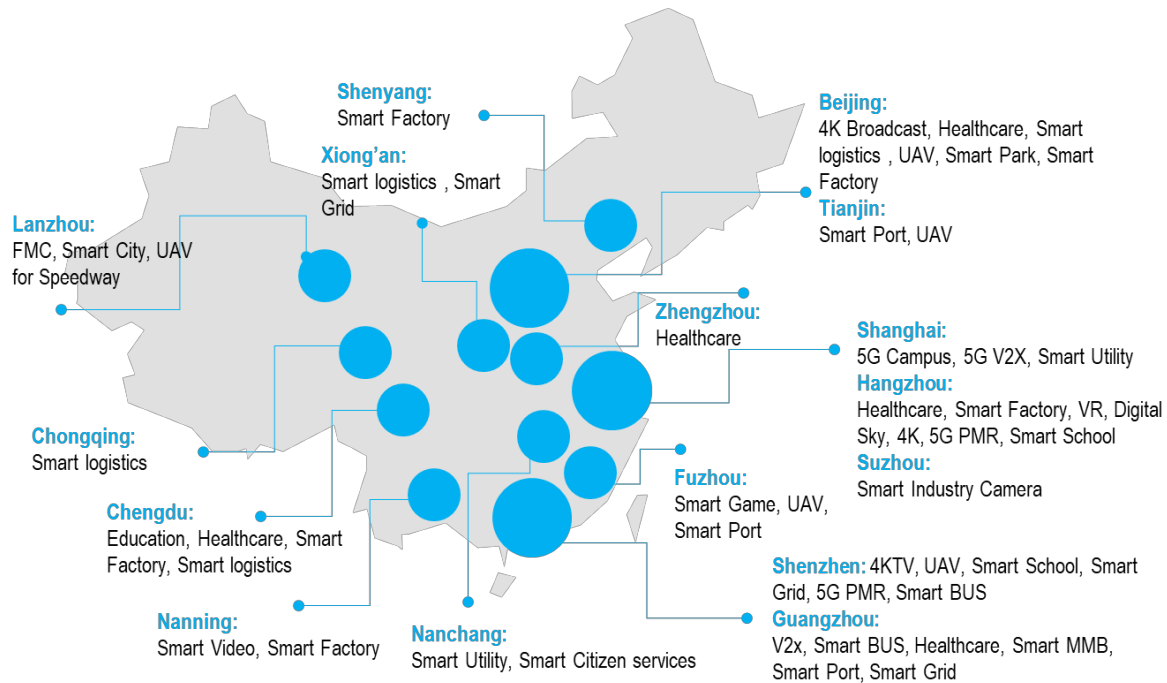 Shenyang:
Smart Factory
Xiong’an:
Smart logistics , Smart
Grid
Lanzhou:
FMC, Smart City, UAV
for Speedway
Chongqing:
Smart logistics
Chengdu:
Education, Healthcare, Smart
Factory, Smart logistics
Nanning:
Smart Video, Smart Factory
Nanchang:
Smart Utility, Smart Citizen services
Beijing:
4K Broadcast, Healthcare, Smart
logistics , UAV, Smart Park, Smart
Factory
Tianjin:
Smart Port, UAV
Zhengzhou:
Healthcare
Shanghai:
5G Campus, 5G V2X, Smart Utility
Hangzhou:
Healthcare, Smart Factory, VR, Digital
Sky, 4K, 5G PMR, Smart School
Suzhou:
Smart Industry Camera
Fuzhou:
Smart Game, UAV,
Smart Port
Shenzhen: 4KTV, UAV, Smart School, Smart
Grid, 5G PMR, Smart BUS
Guangzhou:
V2x, Smart BUS, Healthcare, Smart MMB,
Smart Port, Smart Grid